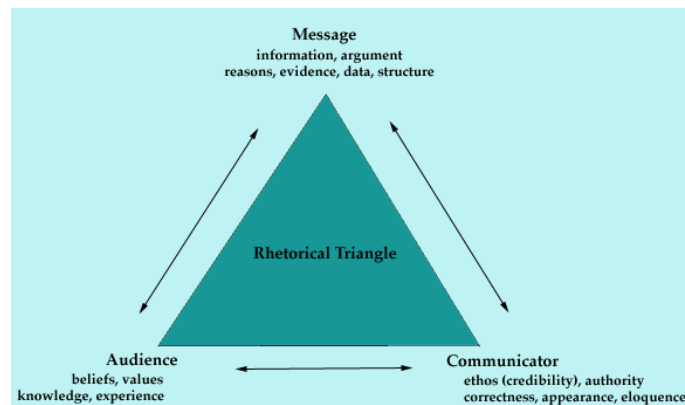 Message
information, argument
reasons, evidence, data, structure
Rhetorical Triangle
Audience
beliefs, values
knowledge, experience
Communicator
ethos (credibility), authority
correctness, appearance, eloquence